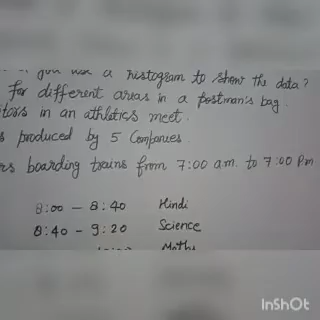 you use a histogram to show the data?
For different areas in a postman's bag.
in an athletics meet.
produced by 5 Companies.
boarding trains from 7:00 a.m. to 7:00 P.m
8:00 - 8:40 Hindi
8:40 - 9:20 Science
Maths
InShOt